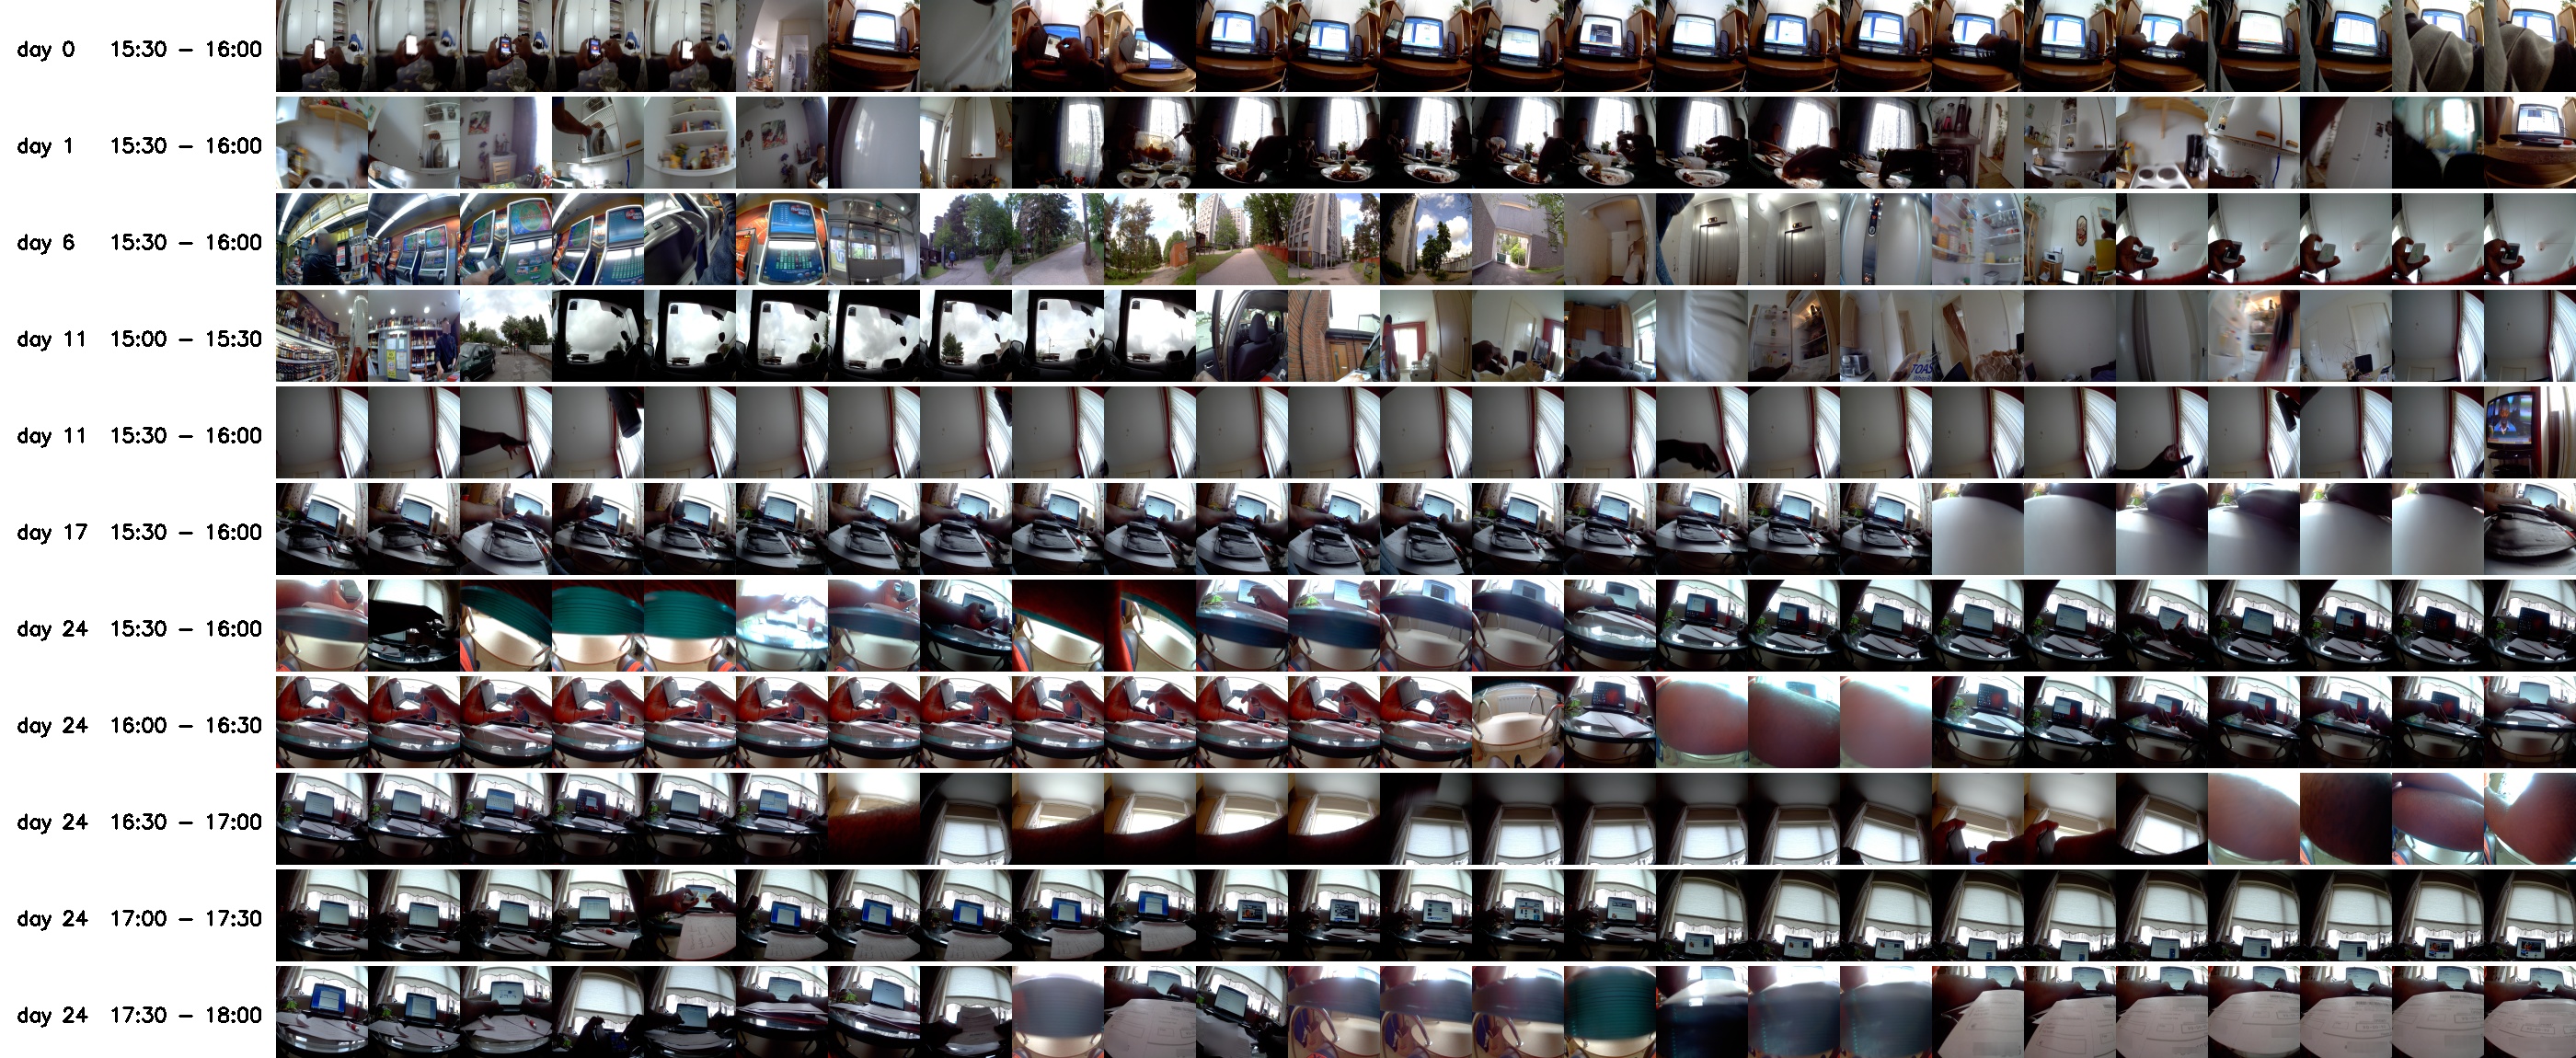 day 0 15:30 - 16:00
day 1 15:30 - 16:00
day 6 15:30 - 16:00
day 11 15:00 - 15:30
TOAS
day 11 15:30 - 16:00
day 17 15:30 - 16:00
day 24 15:30 - 16:00
day 24 16:00 - 16:30
day 24 16:30 - 17:00
day 24 17:00 - 17:30
day 24 17:30 - 18:00